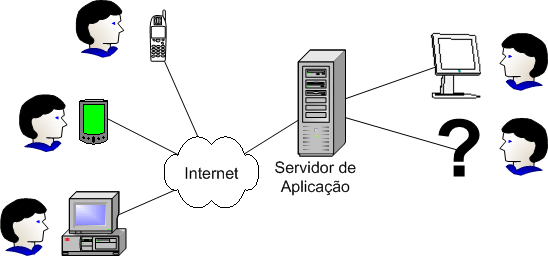 Internet
Servidor de
Aplicação
?